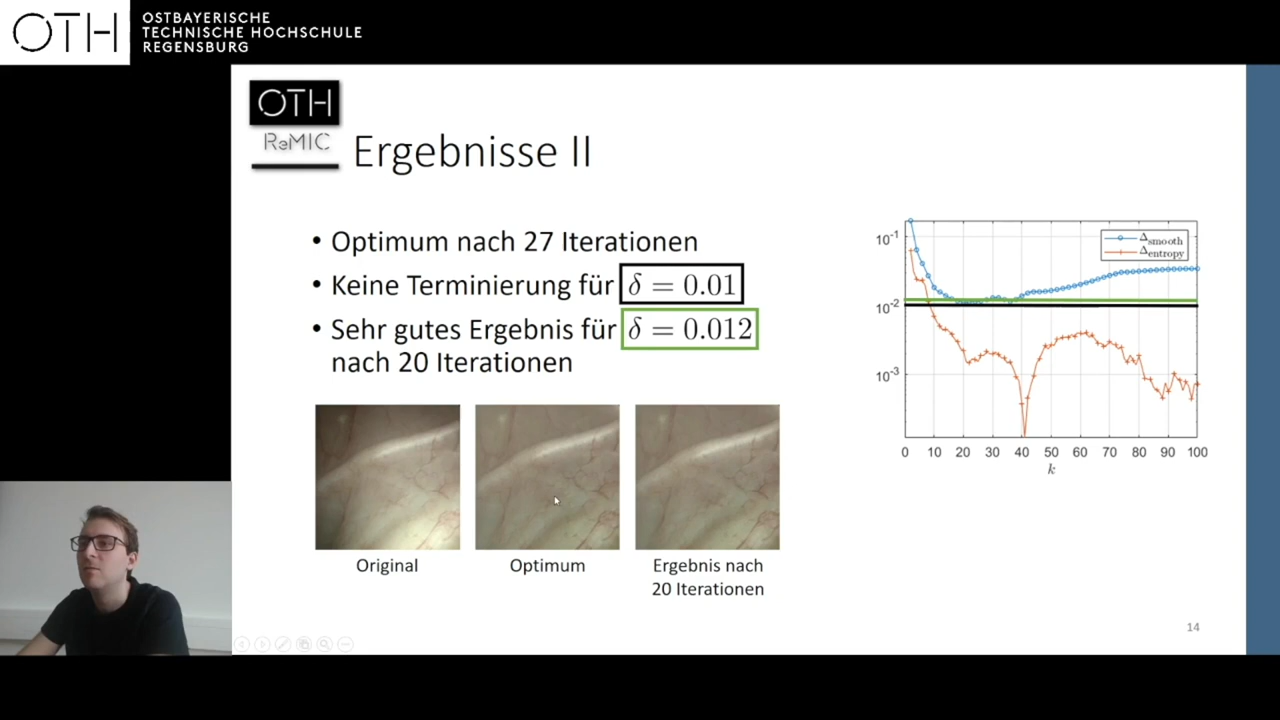 OTH
OSTBAYERISCHE
TECHNISCHE HOCHSCHULE
REGENSBURG
OTH
ReMIC
Ergebnisse II
• Optimum nach 27 Iterationen
• Keine Terminierung für δ = 0.01
• Sehr gutes Ergebnis für δ = 0.012
nach 20 Iterationen
Original
Optimum
Ergebnis nach
20 Iterationen
Δsmooth
Δentropy
10⁻¹
10⁻²
10⁻³
0 10 20 30 40 50 60 70 80 90 100
k
14